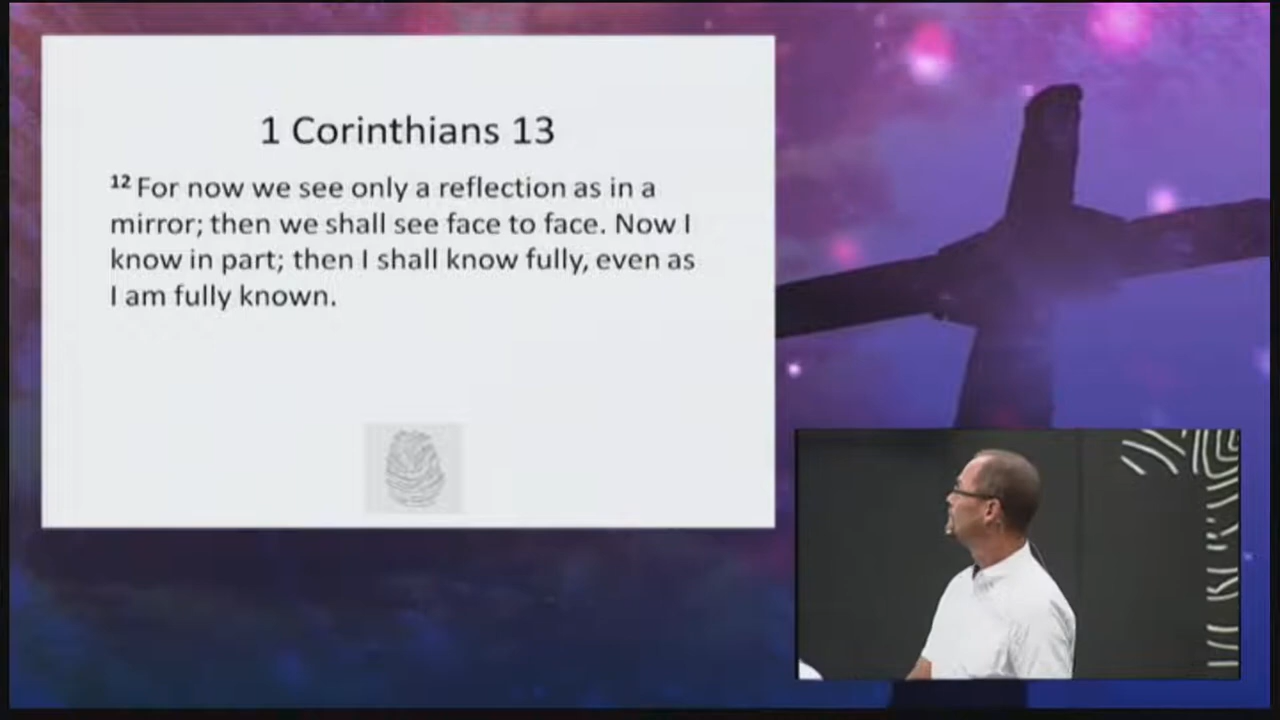 1 Corinthians 13
12 For now we see only a reflection as in a
mirror; then we shall see face to face. Now I
know in part; then I shall know fully, even as
I am fully known.